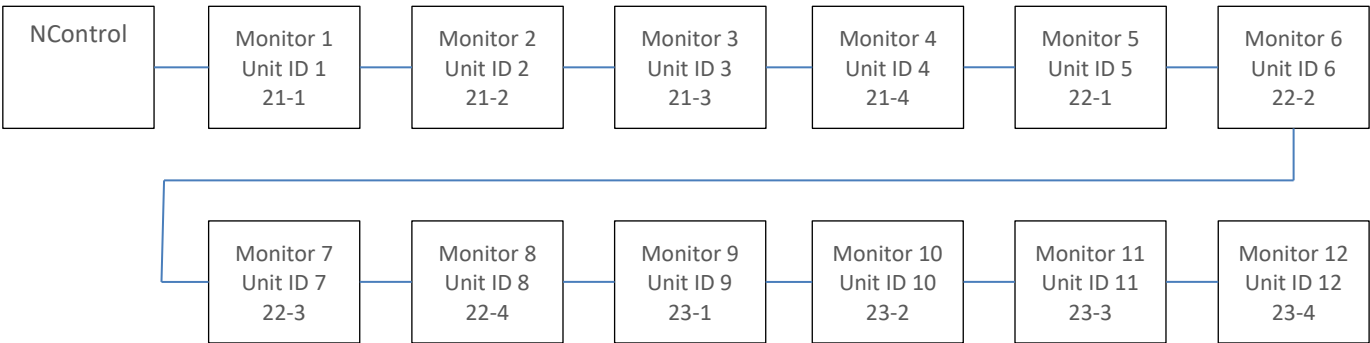 NControl
Monitor 1
Unit ID 1
21-1
Monitor 2
Unit ID 2
21-2
Monitor 3
Unit ID 3
21-3
Monitor 4
Unit ID 4
21-4
Monitor 5
Unit ID 5
22-1
Monitor 6
Unit ID 6
22-2
Monitor 7
Unit ID 7
22-3
Monitor 8
Unit ID 8
22-4
Monitor 9
Unit ID 9
23-1
Monitor 10
Unit ID 10
23-2
Monitor 11
Unit ID 11
23-3
Monitor 12
Unit ID 12
23-4